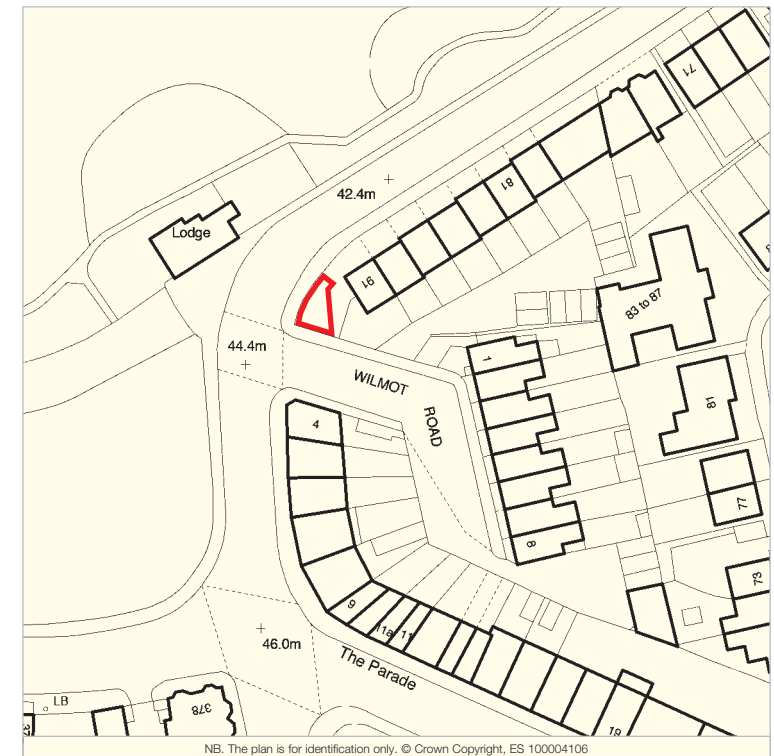 71
42.4m
81
Lodge
91
83 to 87
44.4m
1
WILMOT
ROAD
4
81
77
8
73
9
11a
11
46.0m
The Parade
LB
378
19
NB. The plan is for identification only. © Crown Copyright, ES 100004106